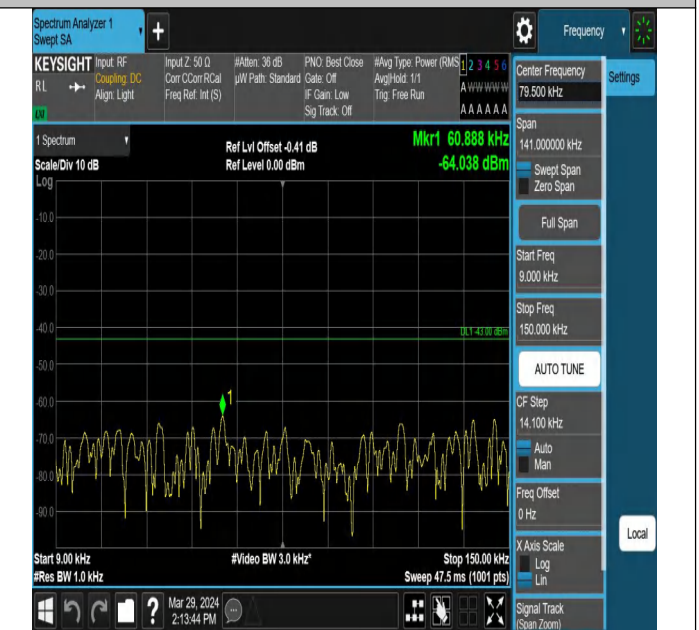 Spectrum Analyzer 1
Swept SA
+
Frequency
KEYSIGHT
RL
LXI
Input: RF
Coupling: DC
Align: Light
Input Z: 50 Ω
Corr CCorr RCal
Freq Ref: Int (S)
#Atten: 36 dB
µW Path: Standard
PNO: Best Close
Gate: Off
IF Gain: Low
Sig Track: Off
#Avg Type: Power (RMS
Avg|Hold: 1/1
Trig: Free Run
1 2 3 4 5 6
A W W W W W
A A A A A A
Center Frequency
79.500 kHz
Settings
1 Spectrum
Scale/Div 10 dB
Log
Ref Lvl Offset -0.41 dB
Ref Level 0.00 dBm
Mkr1 60.888 kHz
-64.038 dBm
Span
141.000000 kHz
Swept Span
Zero Span
Full Span
Start Freq
9.000 kHz
Stop Freq
150.000 kHz
AUTO TUNE
CF Step
14.100 kHz
Auto
Man
Freq Offset
0 Hz
X Axis Scale
Log
Lin
Signal Track
(Span Zoom)
Local
-10.0
-20.0
-30.0
-40.0
DL1 -43.00 dBm
-50.0
-60.0
1
-70.0
-80.0
-90.0
Start 9.00 kHz
#Video BW 3.0 kHz*
Stop 150.00 kHz
#Res BW 1.0 kHz
Sweep 47.5 ms (1001 pts)
?
Mar 29, 2024
2:13:44 PM